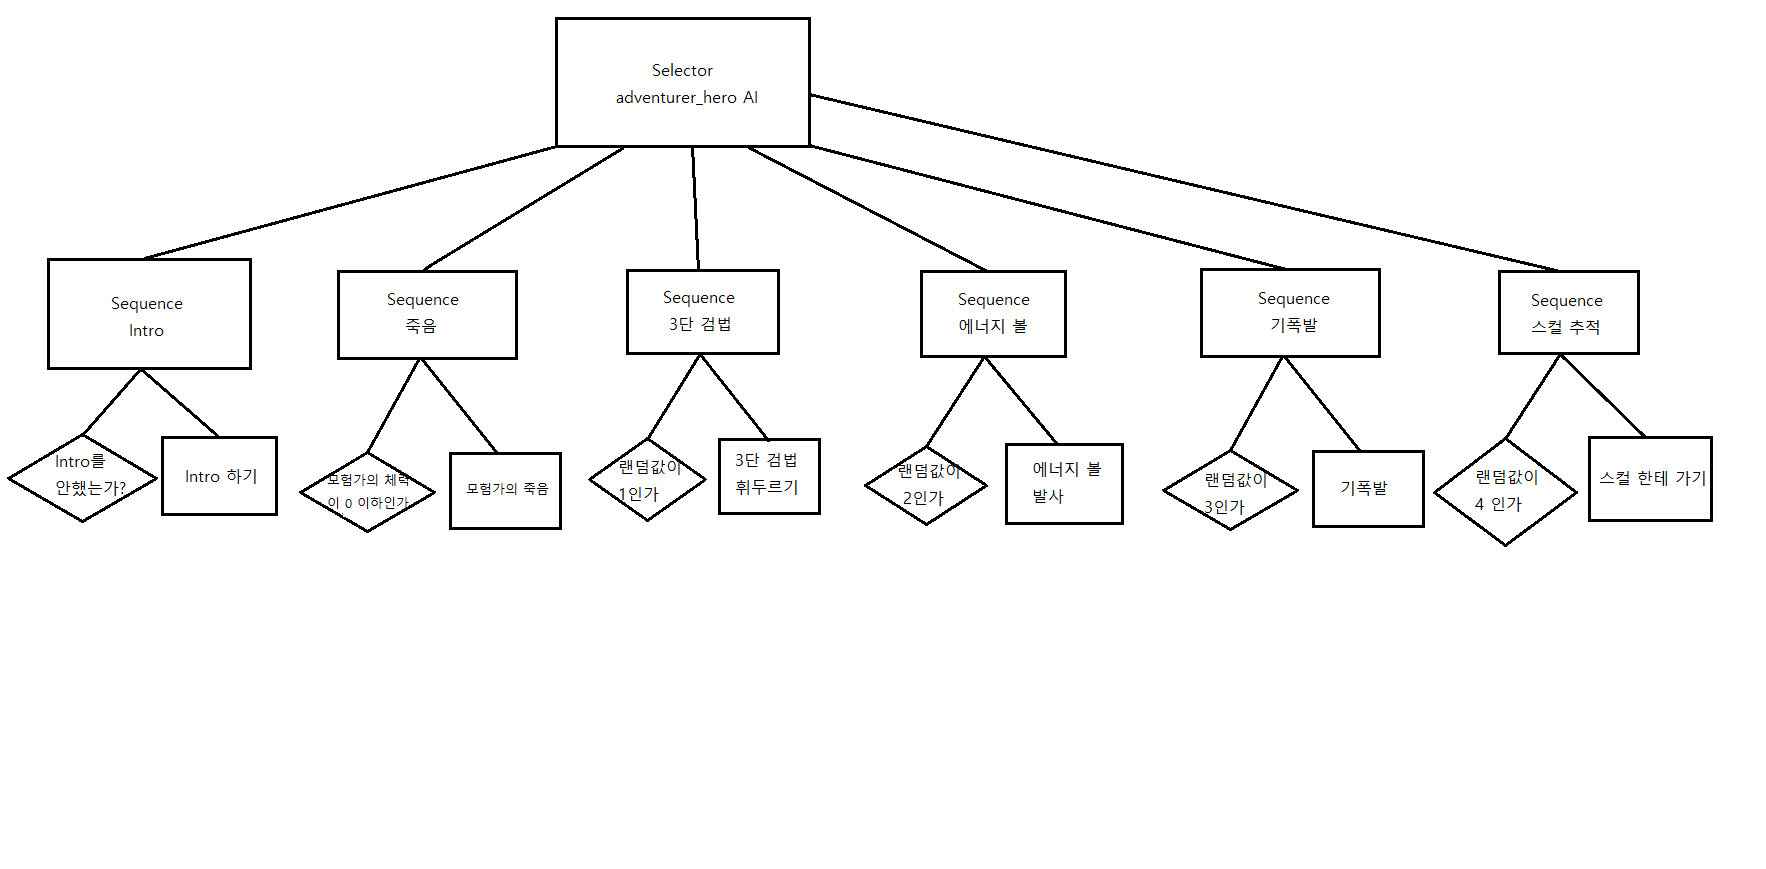 Selector
adventurer_hero AI
Sequence
Intro
Sequence
죽음
Sequence
3단 검법
Sequence
에너지 볼
Sequence
기폭발
Sequence
스컬 추적
Intro를
안했는가?
Intro 하기
모험가의 체력
이 0 이하인가
모험가의 죽음
랜덤값이
1인가
3단 검법
휘두르기
랜덤값이
2인가
에너지 볼
발사
랜덤값이
3인가
기폭발
랜덤값이
4 인가
스컬 한테 가기